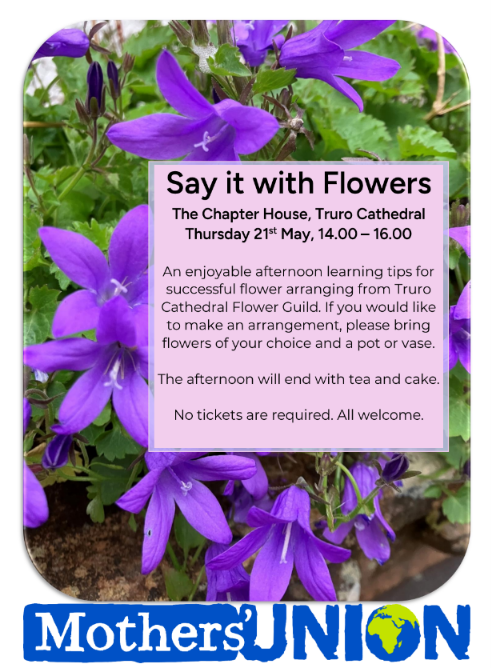 Say it with Flowers
The Chapter House, Truro Cathedral
Thursday 21st May, 14.00 – 16.00
An enjoyable afternoon learning tips for
successful flower arranging from Truro
Cathedral Flower Guild. If you would like
to make an arrangement, please bring
flowers of your choice and a pot or vase.
The afternoon will end with tea and cake.
No tickets are required. All welcome.
Mothers' UNION